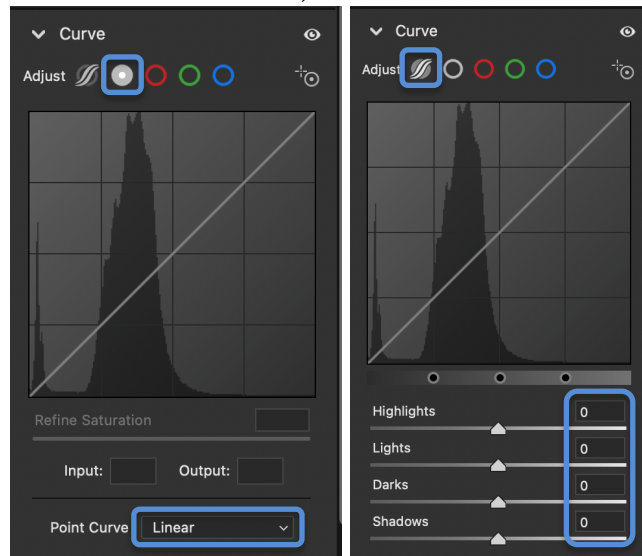 Curve
Adjust
Refine Saturation
Input: Output:
Point Curve Linear
Curve
Adjust
Highlights 0
Lights 0
Darks 0
Shadows 0